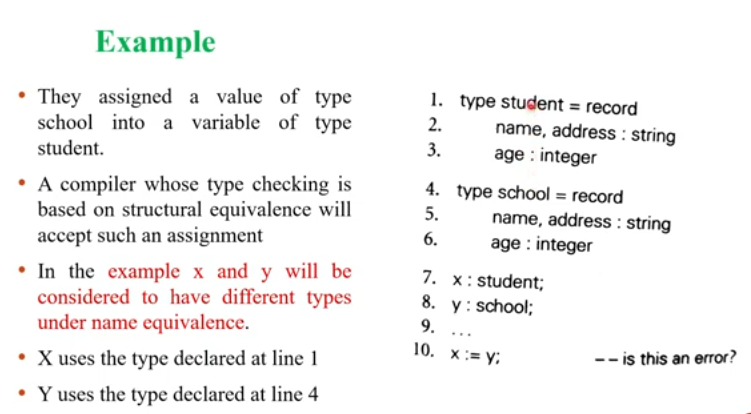 Example
• They assigned a value of type
school into a variable of type
student.
• A compiler whose type checking is
based on structural equivalence will
accept such an assignment
• In the example x and y will be
considered to have different types
under name equivalence.
• X uses the type declared at line 1
• Y uses the type declared at line 4
1. type student = record
2. name, address : string
3. age : integer
4. type school = record
5. name, address : string
6. age : integer
7. x : student;
8. y : school;
9. ...
10. x := y; -- is this an error?